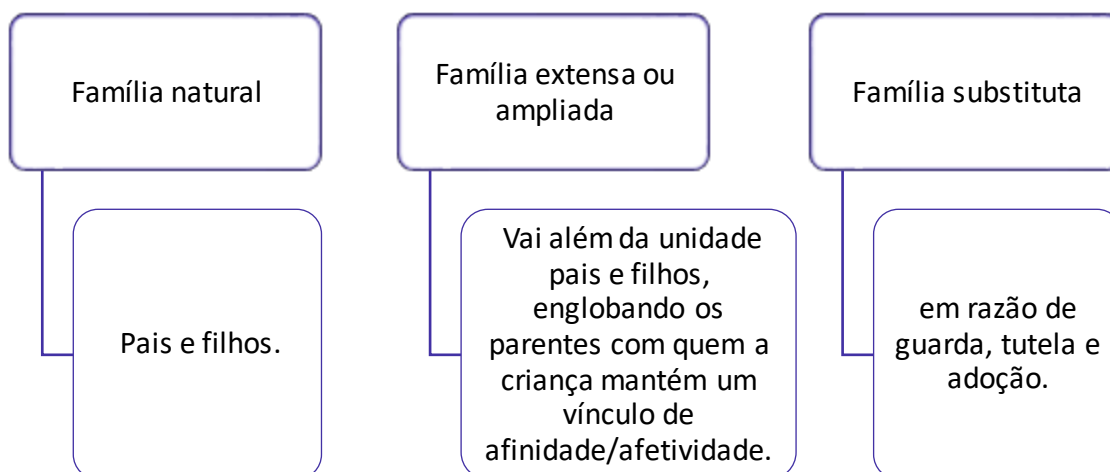 Família natural
Pais e filhos.
Família extensa ou
ampliada
Vai além da unidade
pais e filhos,
englobando os
parentes com quem a
criança mantém um
vínculo de
afinidade/afetividade.
Família substituta
em razão de
guarda, tutela e
adoção.